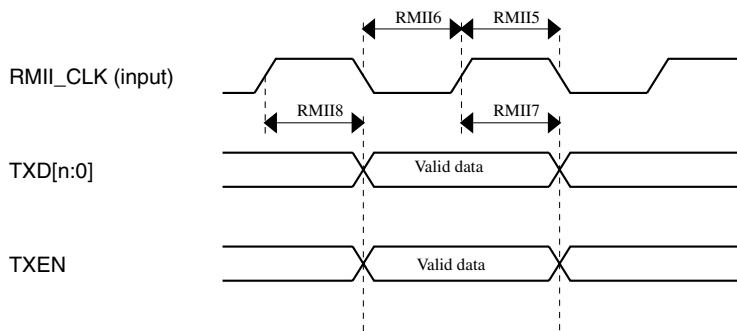 RMII6 RMII5
RMII_CLK (input)
RMII8 RMII7
TXD[n:0] Valid data
TXEN Valid data